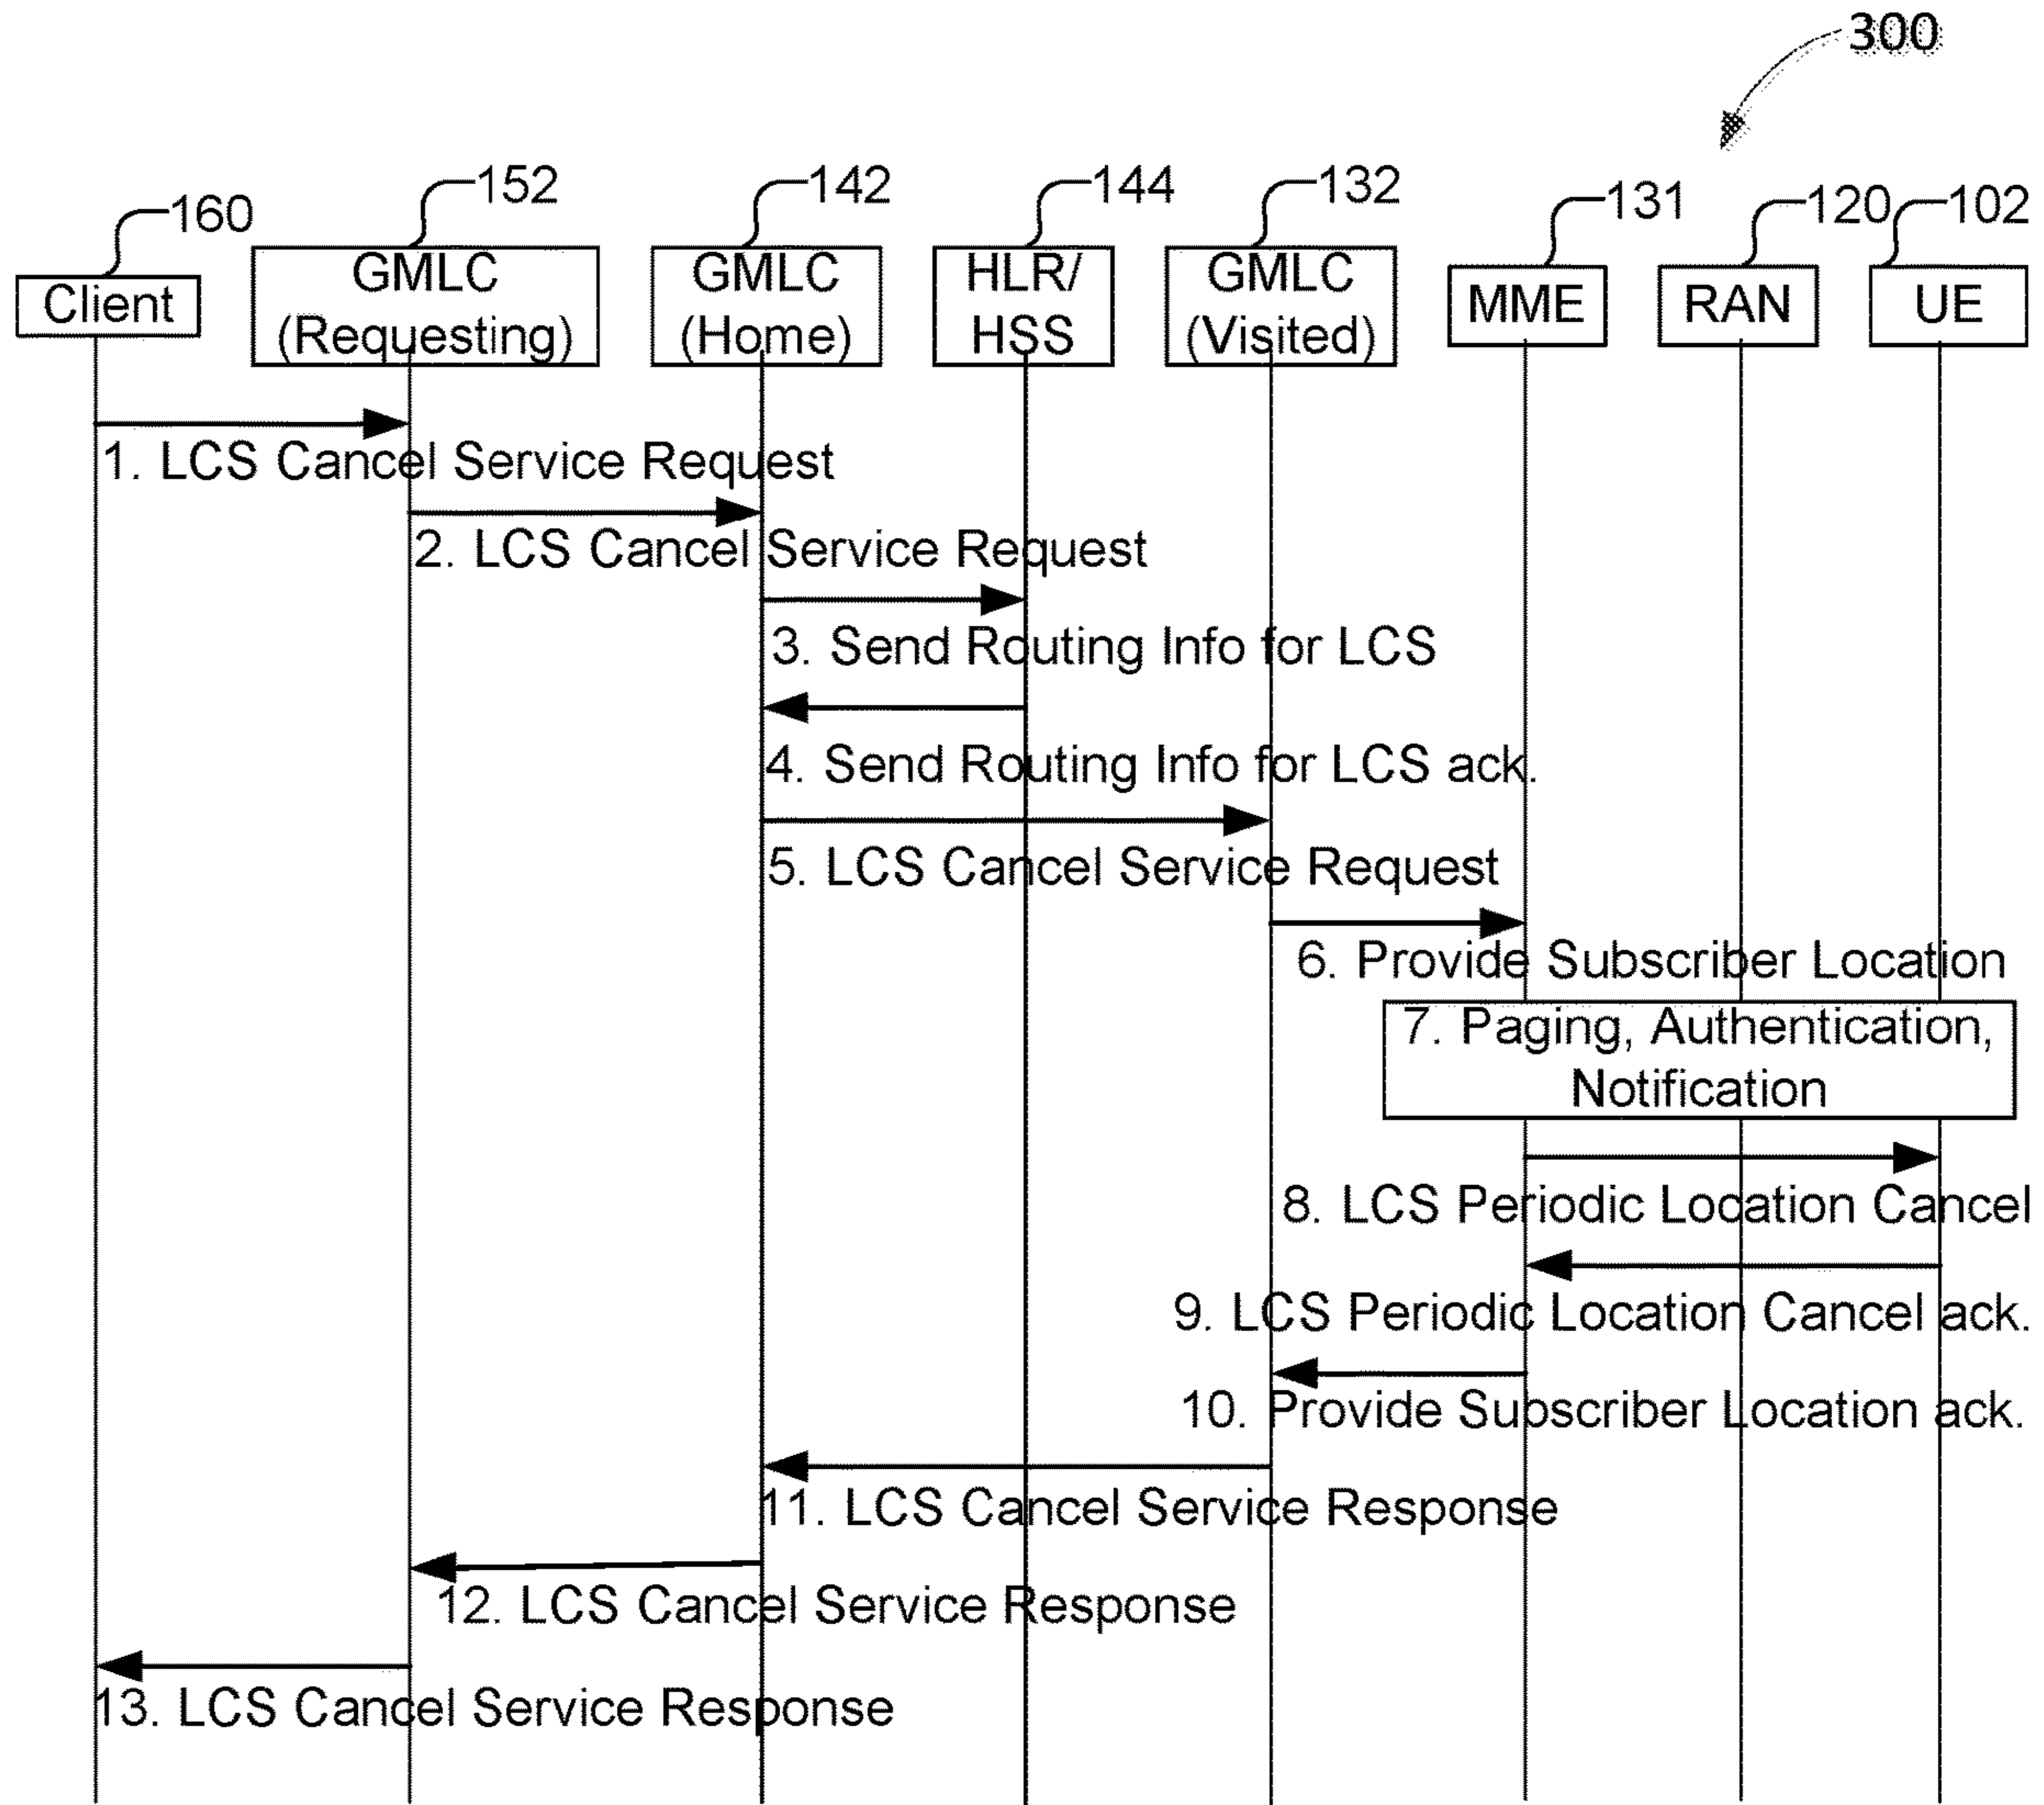 300
160
152
142
144
132
131
120
102
Client
GMLC
(Requesting)
GMLC
(Home)
HLR/
HSS
GMLC
(Visited)
MME
RAN
UE
1. LCS Cancel Service Request
2. LCS Cancel Service Request
3. Send Routing Info for LCS
4. Send Routing Info for LCS ack.
5. LCS Cancel Service Request
6. Provide Subscriber Location
7. Paging, Authentication,
Notification
8. LCS Periodic Location Cancel
9. LCS Periodic Location Cancel ack.
10. Provide Subscriber Location ack.
11. LCS Cancel Service Response
12. LCS Cancel Service Response
13. LCS Cancel Service Response